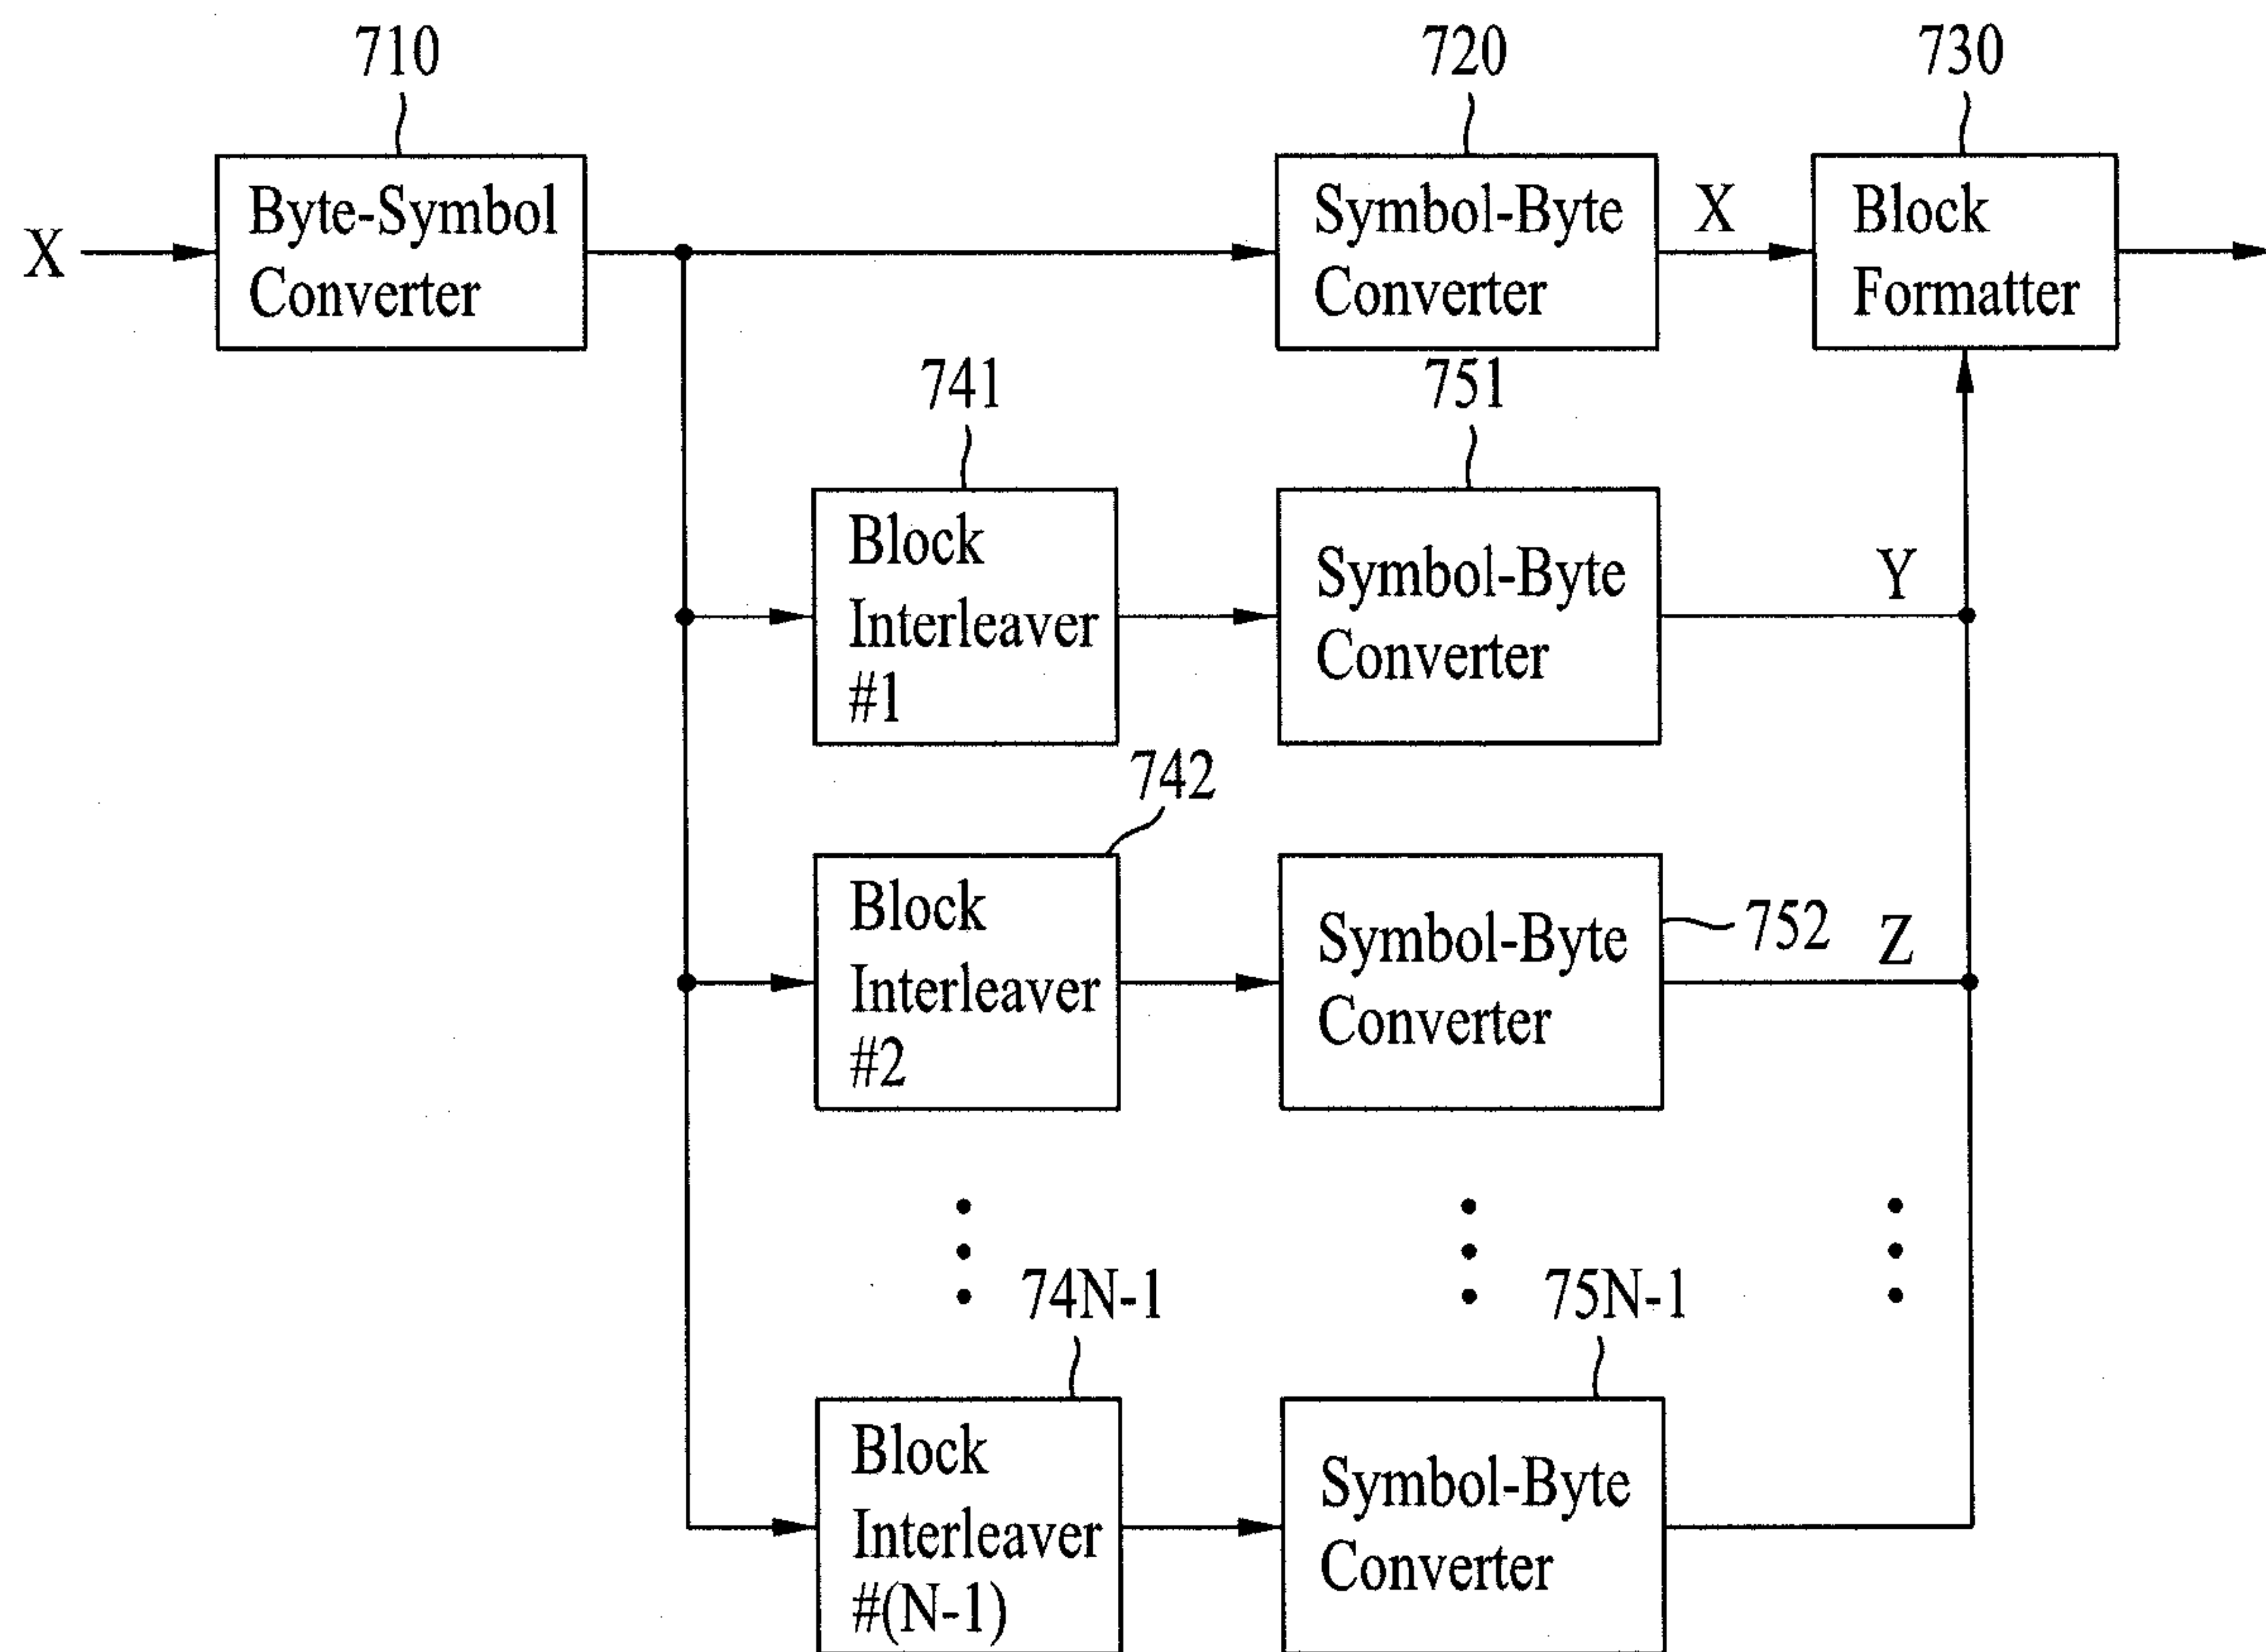 710
720
730
X
Byte-Symbol
Converter
Symbol-Byte
Converter
X
Block
Formatter
741
751
Block
Interleaver
#1
Symbol-Byte
Converter
Y
742
Block
Interleaver
#2
Symbol-Byte
Converter
752
Z
74N-1
75N-1
Block
Interleaver
#(N-1)
Symbol-Byte
Converter